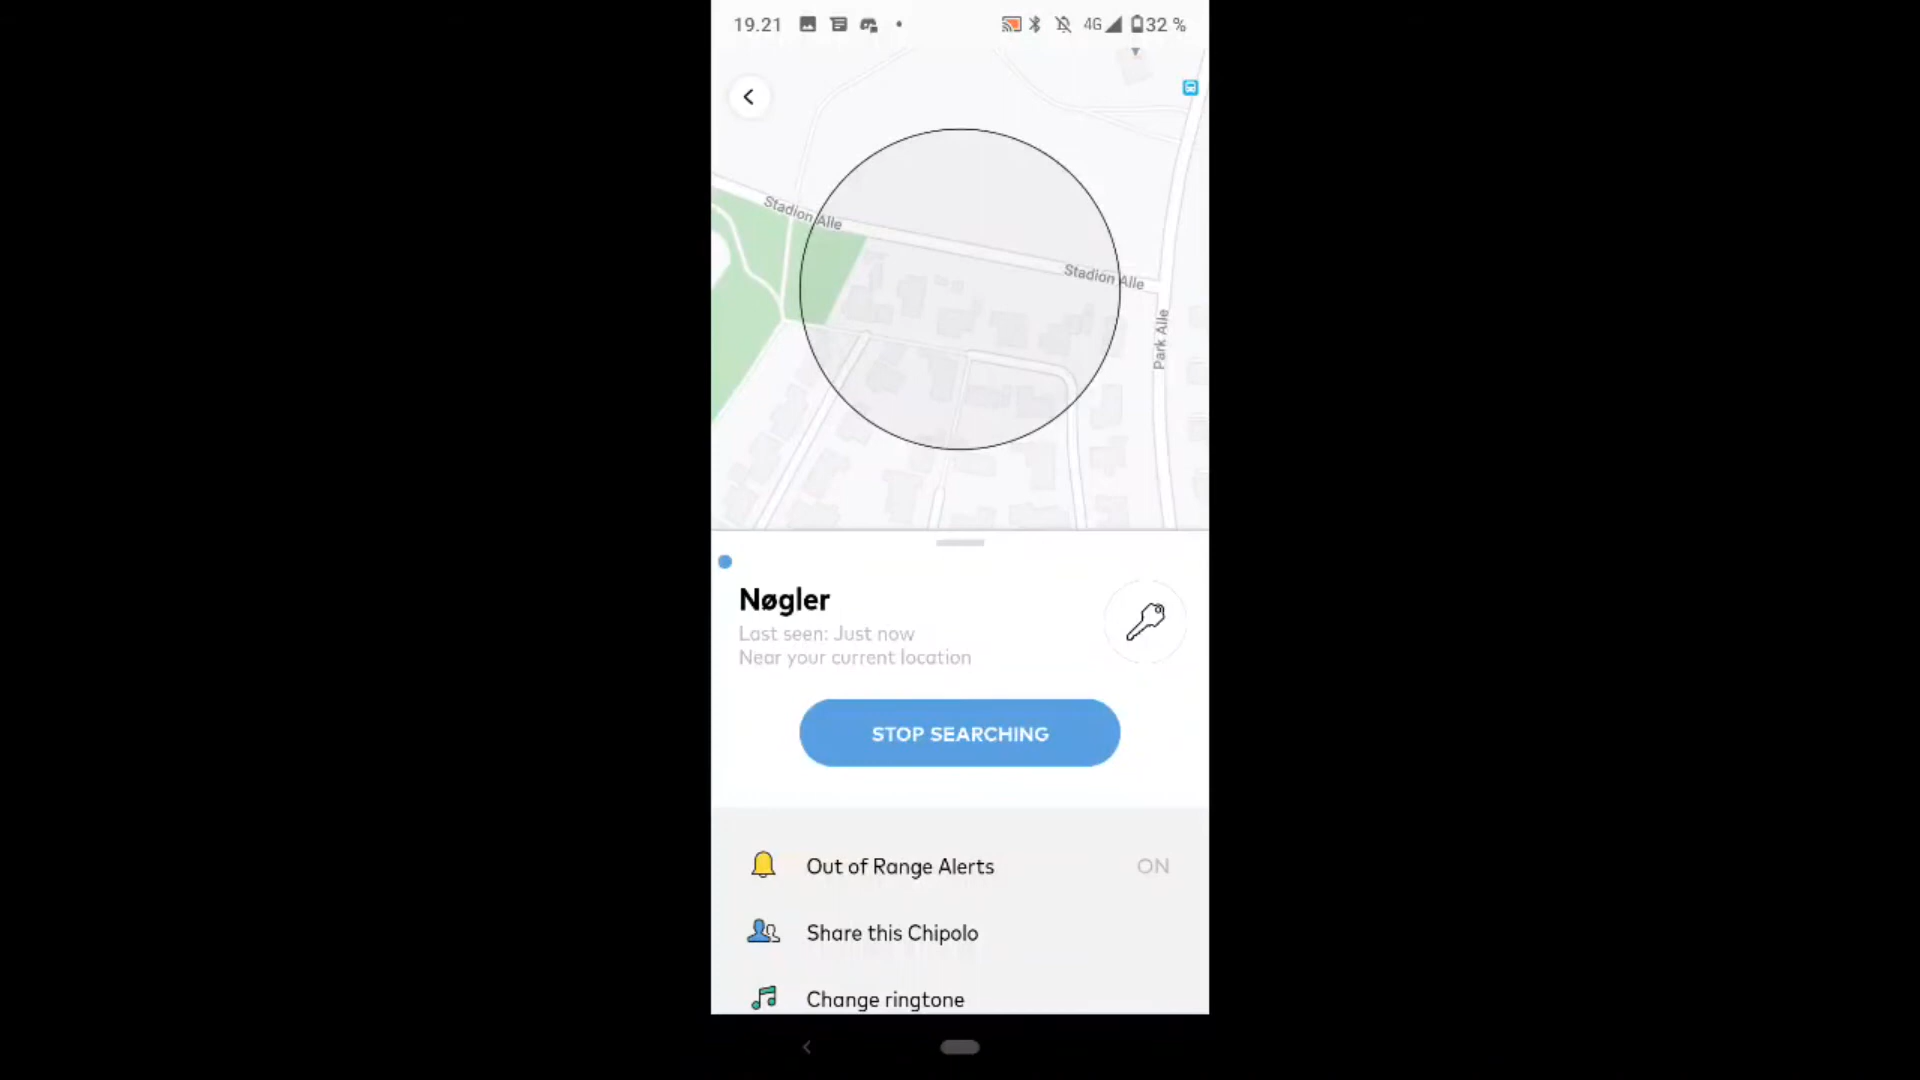 19.21
4G
32 %
Stadion Alle
Stadion Alle
Park Alle
Nøgler
Last seen: Just now
Near your current location
STOP SEARCHING
Out of Range Alerts
ON
Share this Chipolo
Change ringtone